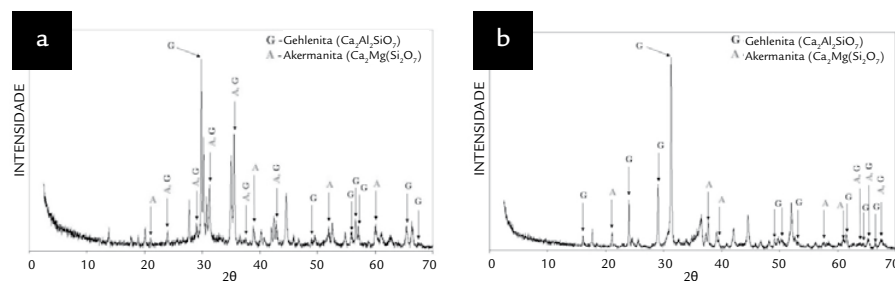 a
G
G - Gehlenita (Ca₂Al₂SiO₇)
A - Akermanita (Ca₂Mg(Si₂O₇)
INTENSIDADE
A, G
A
A, G
A, G
A, G
A, G
A
A, G
G
A
G
G
G
A
G
G
0 10 20 30 40 50 60 70
2θ
b
G
G Gehlenita (Ca₂Al₂SiO₇)
A Akermanita (Ca₂Mg(Si₂O₇)
INTENSIDADE
G
A
G
G
A
A
G
G
G
A
A
G
A, G
G
A, G
G
A, G
0 10 20 30 40 50 60 70
2θ